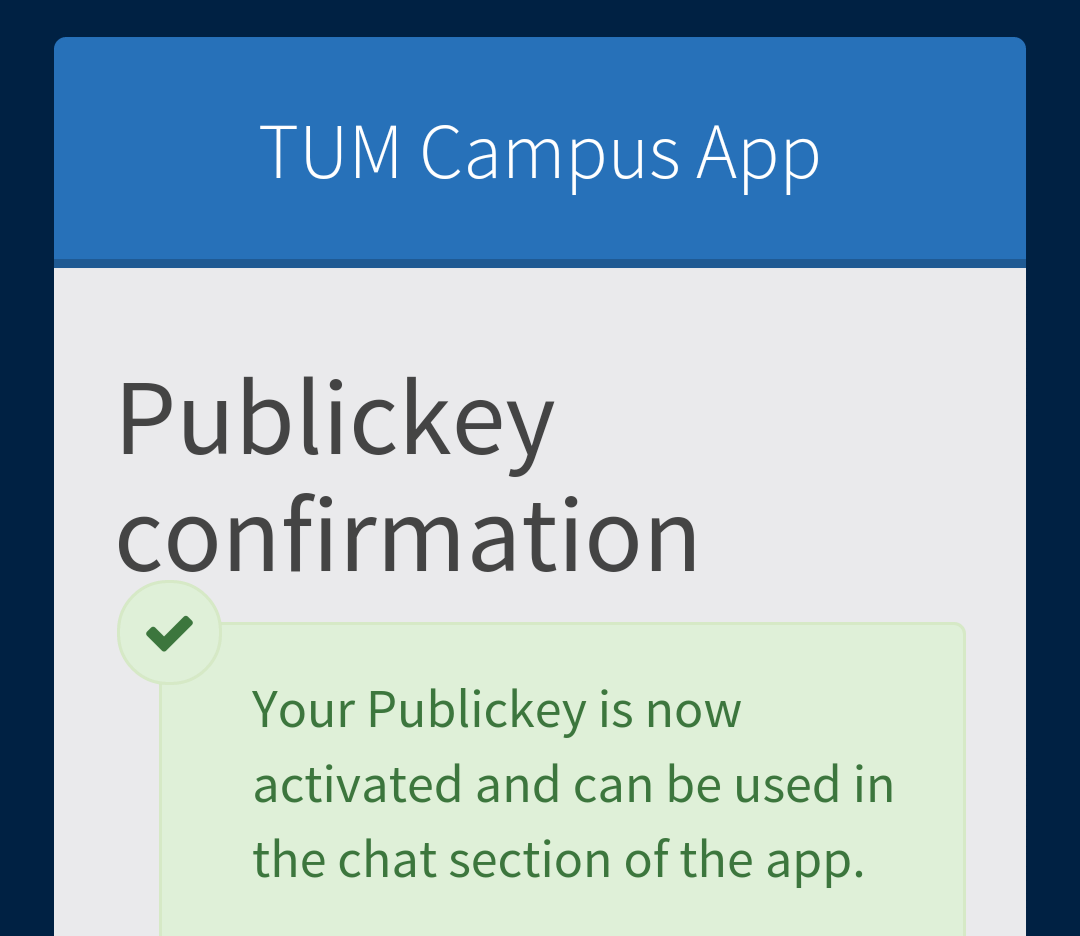 TUM Campus App
Publickey
confirmation
Your Publickey is now
activated and can be used in
the chat section of the app.